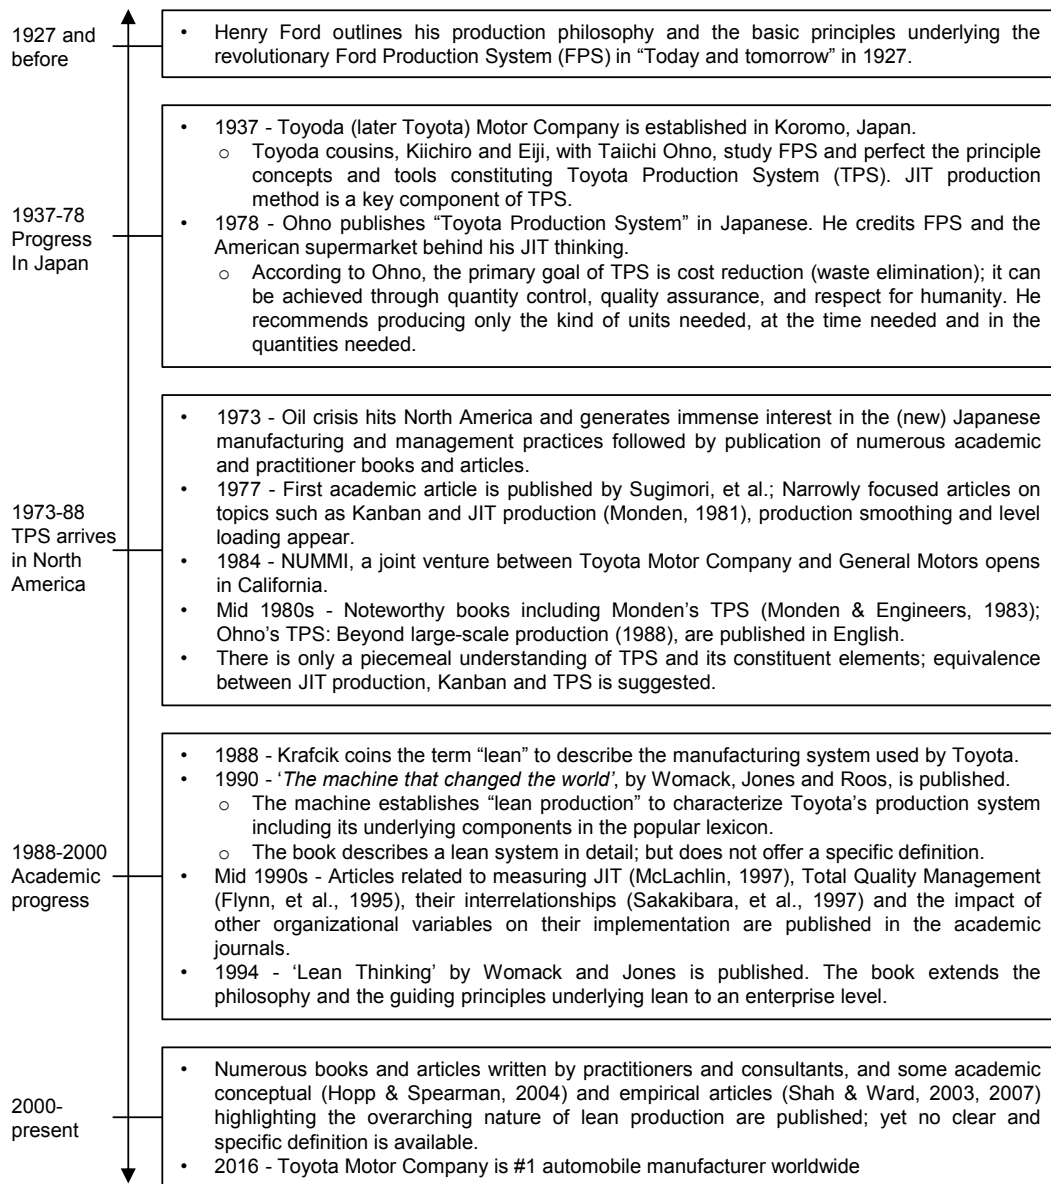 1927 and
before
• Henry Ford outlines his production philosophy and the basic principles underlying the
revolutionary Ford Production System (FPS) in “Today and tomorrow” in 1927.
1937-78
Progress
In Japan
• 1937 - Toyoda (later Toyota) Motor Company is established in Koromo, Japan.
o Toyoda cousins, Kiichiro and Eiji, with Taiichi Ohno, study FPS and perfect the principle
concepts and tools constituting Toyota Production System (TPS). JIT production
method is a key component of TPS.
• 1978 - Ohno publishes “Toyota Production System” in Japanese. He credits FPS and the
American supermarket behind his JIT thinking.
o According to Ohno, the primary goal of TPS is cost reduction (waste elimination); it can
be achieved through quantity control, quality assurance, and respect for humanity. He
recommends producing only the kind of units needed, at the time needed and in the
quantities needed.
1973-88
TPS arrives
in North
America
• 1973 - Oil crisis hits North America and generates immense interest in the (new) Japanese
manufacturing and management practices followed by publication of numerous academic
and practitioner books and articles.
• 1977 - First academic article is published by Sugimori, et al.; Narrowly focused articles on
topics such as Kanban and JIT production (Monden, 1981), production smoothing and level
loading appear.
• 1984 - NUMMI, a joint venture between Toyota Motor Company and General Motors opens
in California.
• Mid 1980s - Noteworthy books including Monden’s TPS (Monden & Engineers, 1983);
Ohno’s TPS: Beyond large-scale production (1988), are published in English.
• There is only a piecemeal understanding of TPS and its constituent elements; equivalence
between JIT production, Kanban and TPS is suggested.
1988-2000
Academic
progress
• 1988 - Krafcik coins the term “lean” to describe the manufacturing system used by Toyota.
• 1990 - ‘The machine that changed the world’, by Womack, Jones and Roos, is published.
o The machine establishes “lean production” to characterize Toyota’s production system
including its underlying components in the popular lexicon.
o The book describes a lean system in detail; but does not offer a specific definition.
• Mid 1990s - Articles related to measuring JIT (McLachlin, 1997), Total Quality Management
(Flynn, et al., 1995), their interrelationships (Sakakibara, et al., 1997) and the impact of
other organizational variables on their implementation are published in the academic
journals.
• 1994 - ‘Lean Thinking’ by Womack and Jones is published. The book extends the
philosophy and the guiding principles underlying lean to an enterprise level.
2000-
present
• Numerous books and articles written by practitioners and consultants, and some academic
conceptual (Hopp & Spearman, 2004) and empirical articles (Shah & Ward, 2003, 2007)
highlighting the overarching nature of lean production are published; yet no clear and
specific definition is available.
• 2016 - Toyota Motor Company is #1 automobile manufacturer worldwide